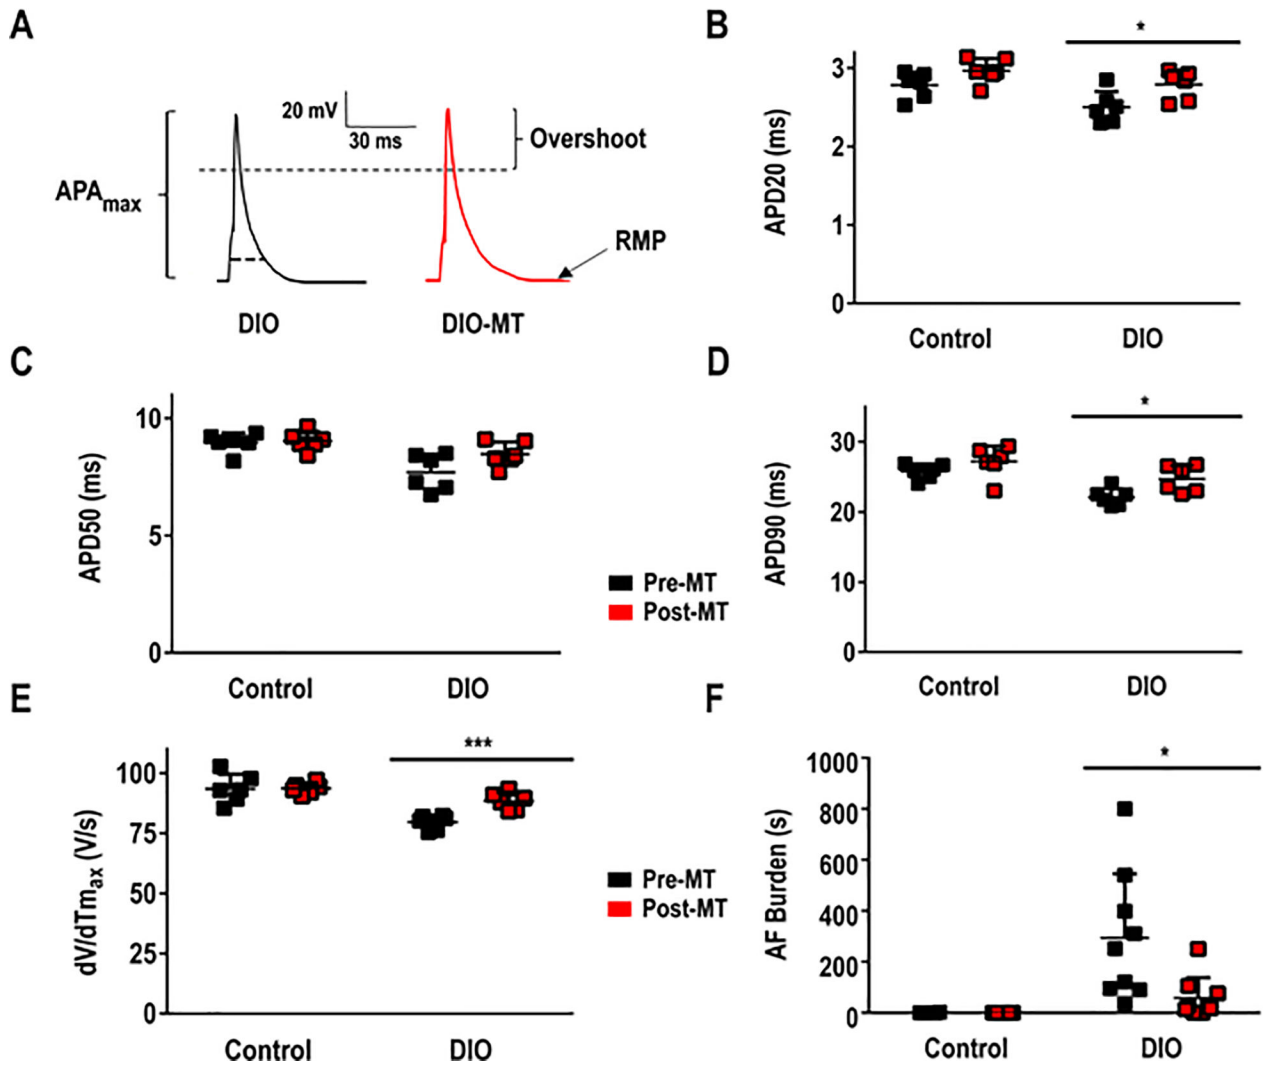 A
20 mV
30 ms
Overshoot
APAmax
RMP
DIO
DIO-MT
B
*
3
2
1
0
APD20 (ms)
Control
DIO
C
10
5
0
APD50 (ms)
Control
DIO
Pre-MT
Post-MT
D
*
30
20
10
0
APD90 (ms)
Control
DIO
E
***
100
75
50
25
0
dV/dTmax (V/s)
Control
DIO
Pre-MT
Post-MT
F
*
1000
800
600
400
200
0
AF Burden (s)
Control
DIO